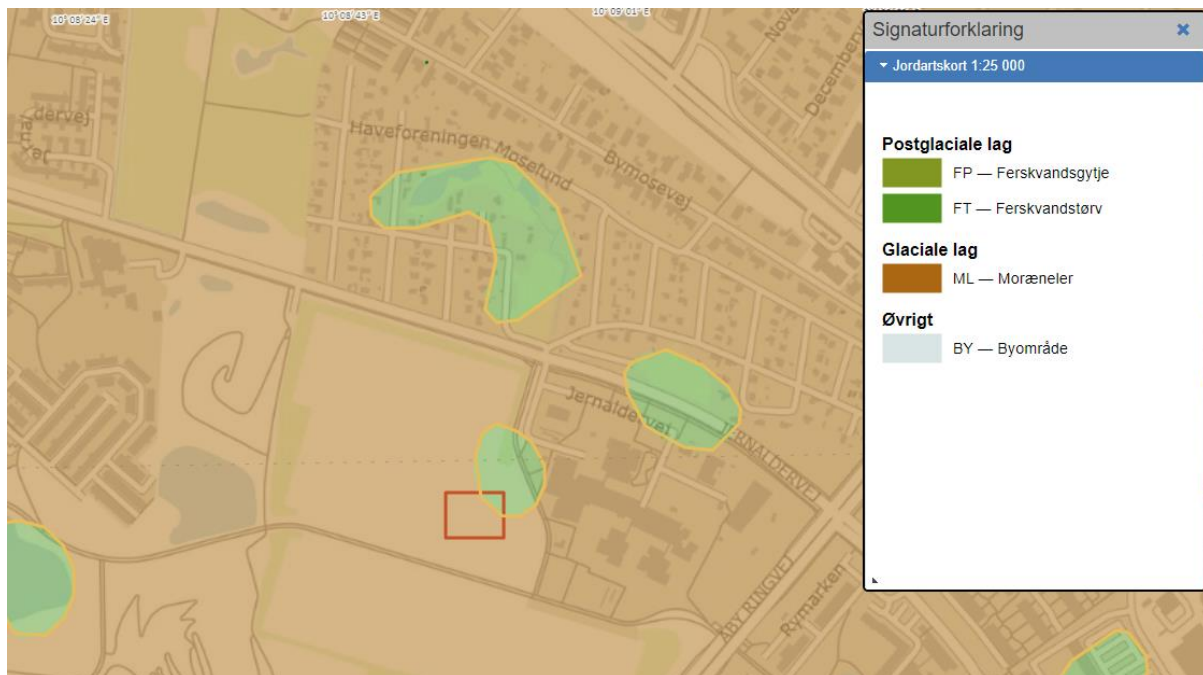 10°08'24" E
10°08'43" E
10°09'01" E
Signaturforklaring
Jordartskort 1:25 000
Postglaciale lag
FP — Ferskvandsgytje
FT — Ferskvandstørv
Glaciale lag
ML — Moræneler
Øvrigt
BY — Byområde
Haveforeningen Moselund
Bymosevej
Jernaldervej
JERNALDERVEJ
ÅBY RINGVEJ
Rymarken